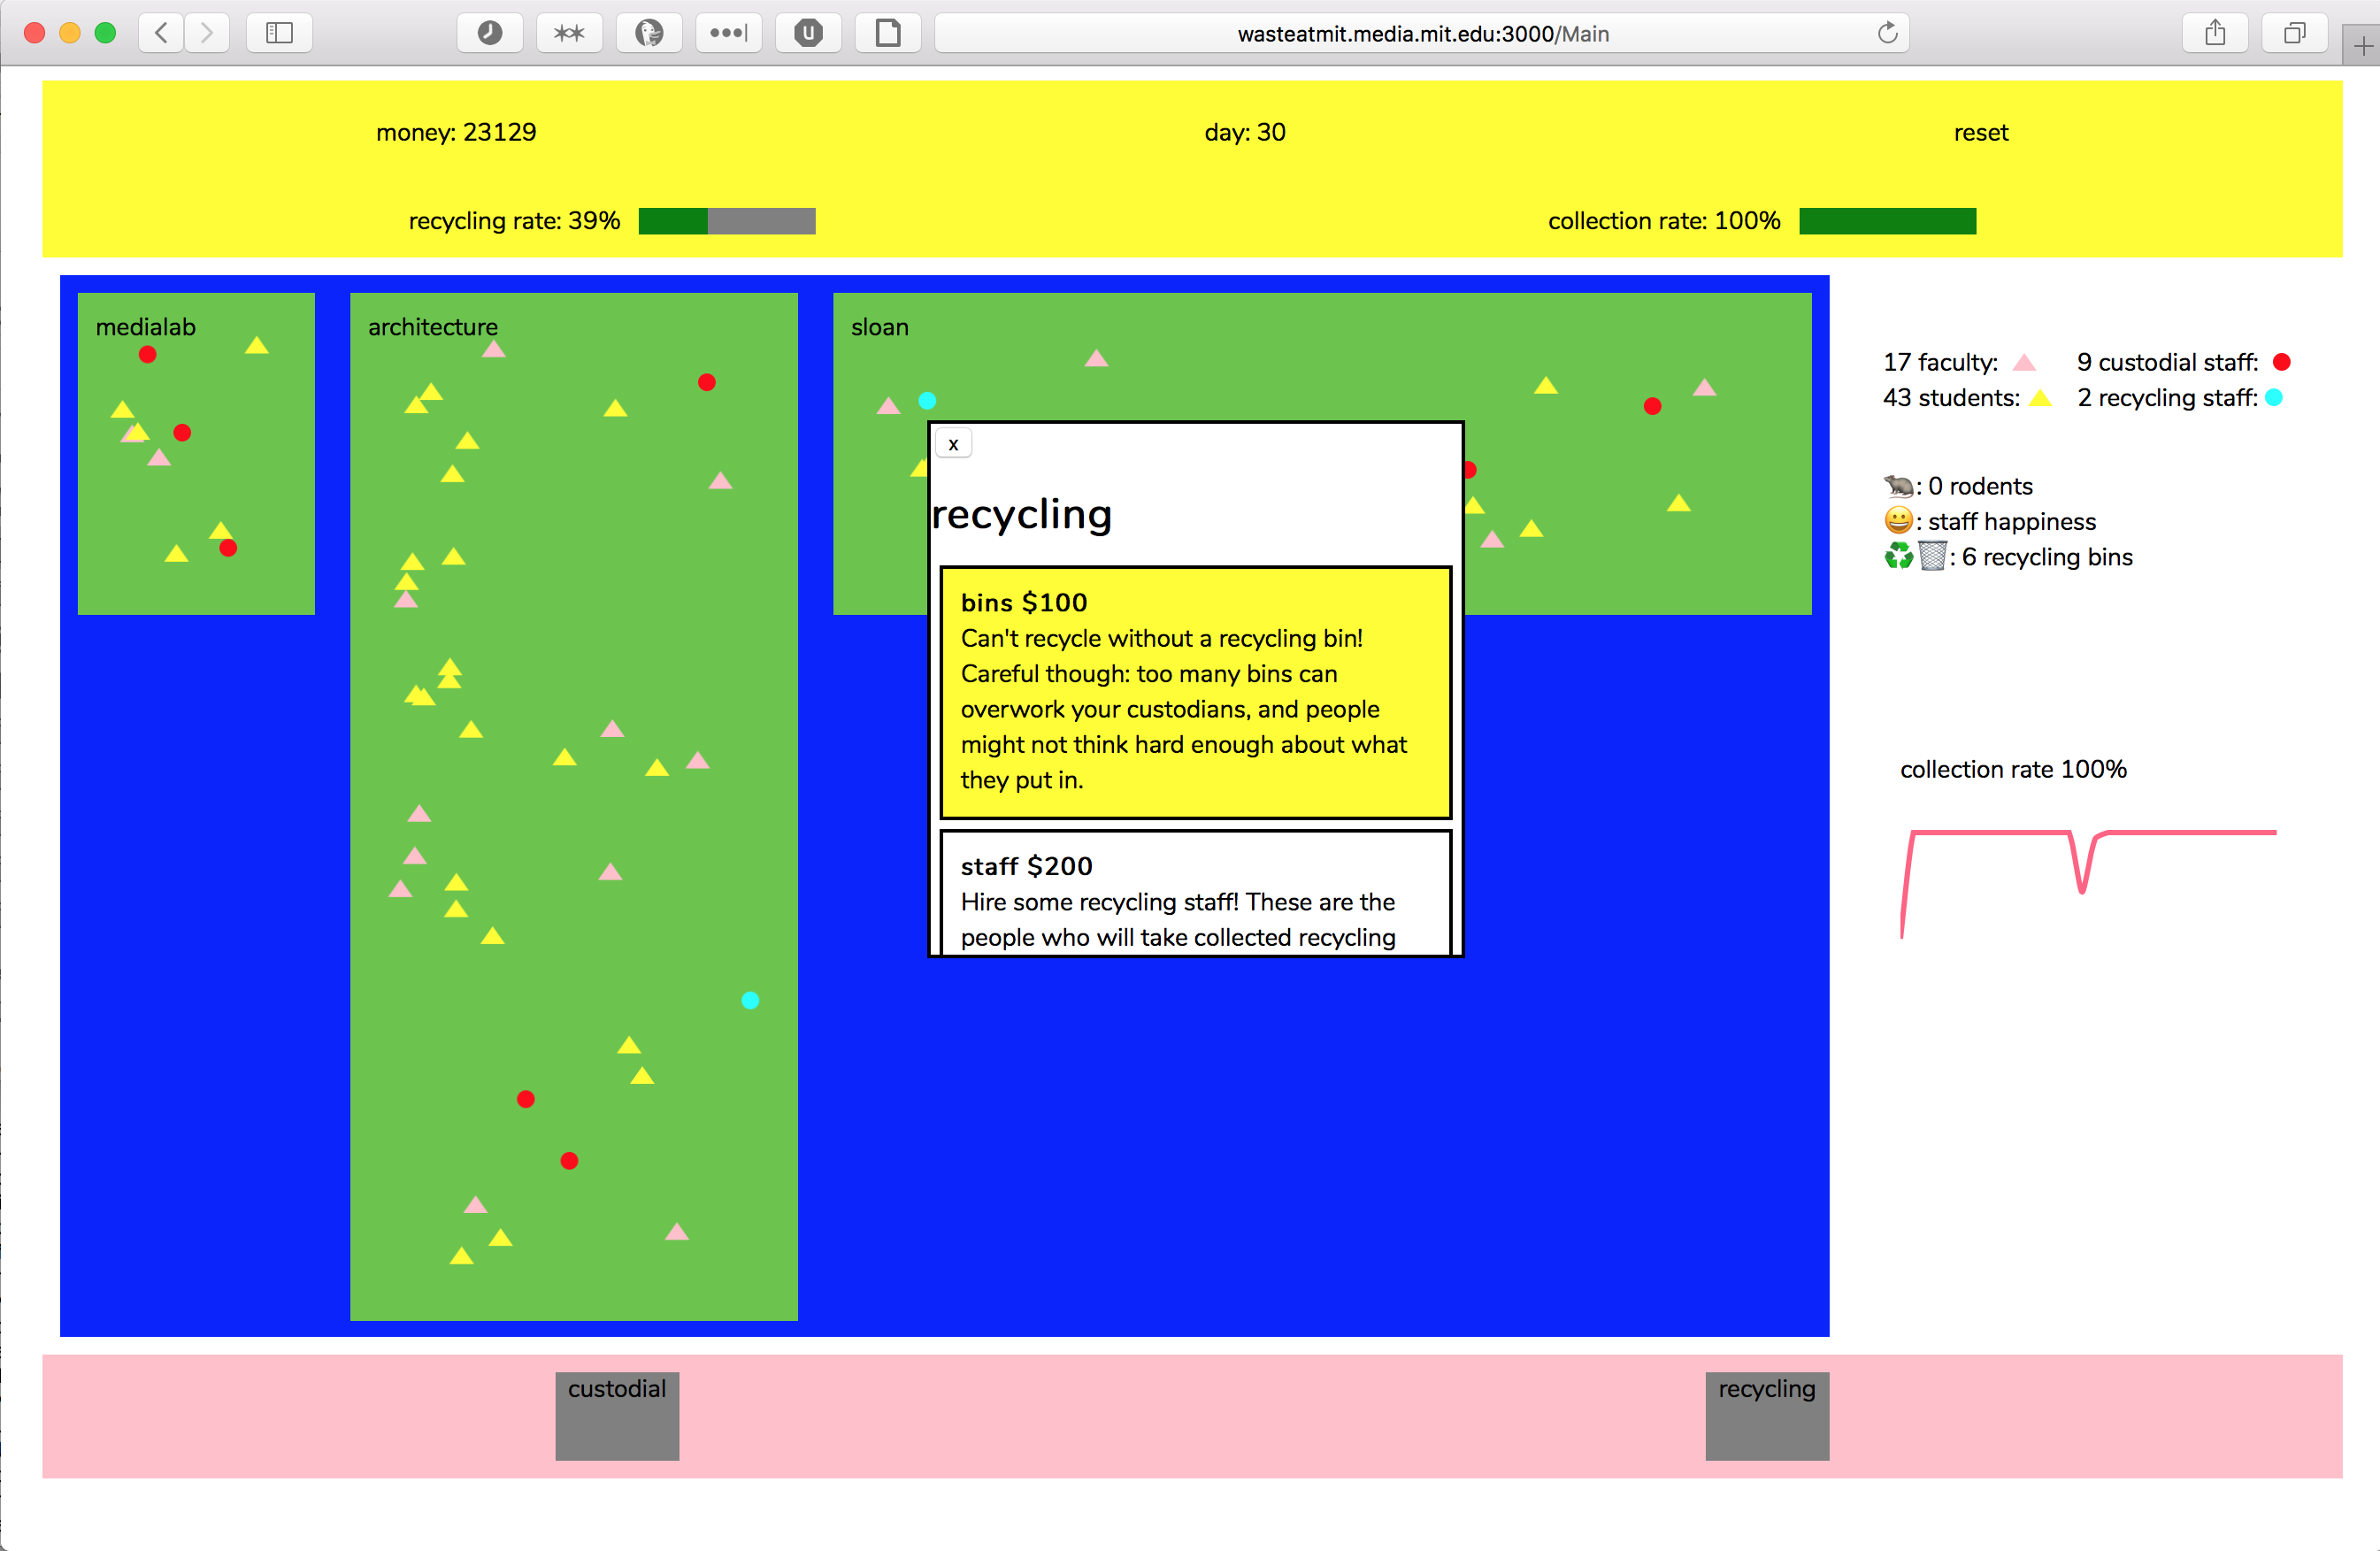 wasteatmit.media.mit.edu:3000/Main
money: 23129
day: 30
reset
recycling rate: 39%
collection rate: 100%
medialab
architecture
sloan
17 faculty:
9 custodial staff:
43 students:
2 recycling staff:
: 0 rodents
: staff happiness
: 6 recycling bins
x
recycling
bins $100
Can't recycle without a recycling bin!
Careful though: too many bins can
overwork your custodians, and people
might not think hard enough about what
they put in.
staff $200
Hire some recycling staff! These are the
people who will take collected recycling
collection rate 100%
custodial
recycling